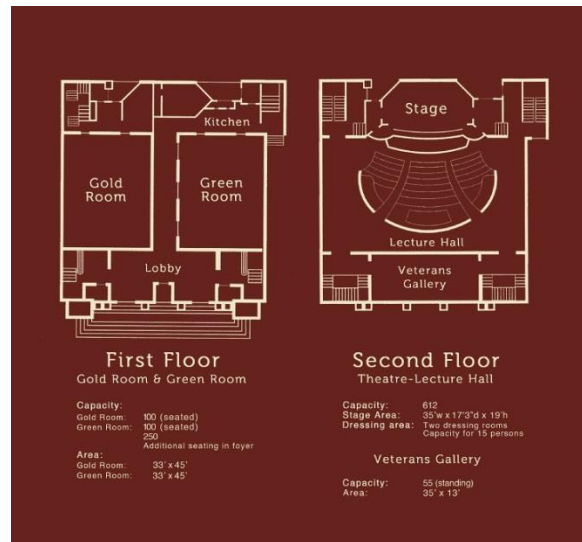 Kitchen
Gold
Room
Green
Room
Lobby
First Floor
Gold Room & Green Room
Capacity:
Gold Room: 100 (seated)
Green Room: 100 (seated)
250
Additional seating in foyer
Area:
Gold Room: 33' x 45'
Green Room: 33' x 45'
Stage
Lecture Hall
Veterans
Gallery
Second Floor
Theatre-Lecture Hall
Capacity: 612
Stage Area: 35'w x 17'3"d x 19'h
Dressing area: Two dressing rooms
Capacity for 15 persons
Veterans Gallery
Capacity: 55 (standing)
Area: 35' x 13'